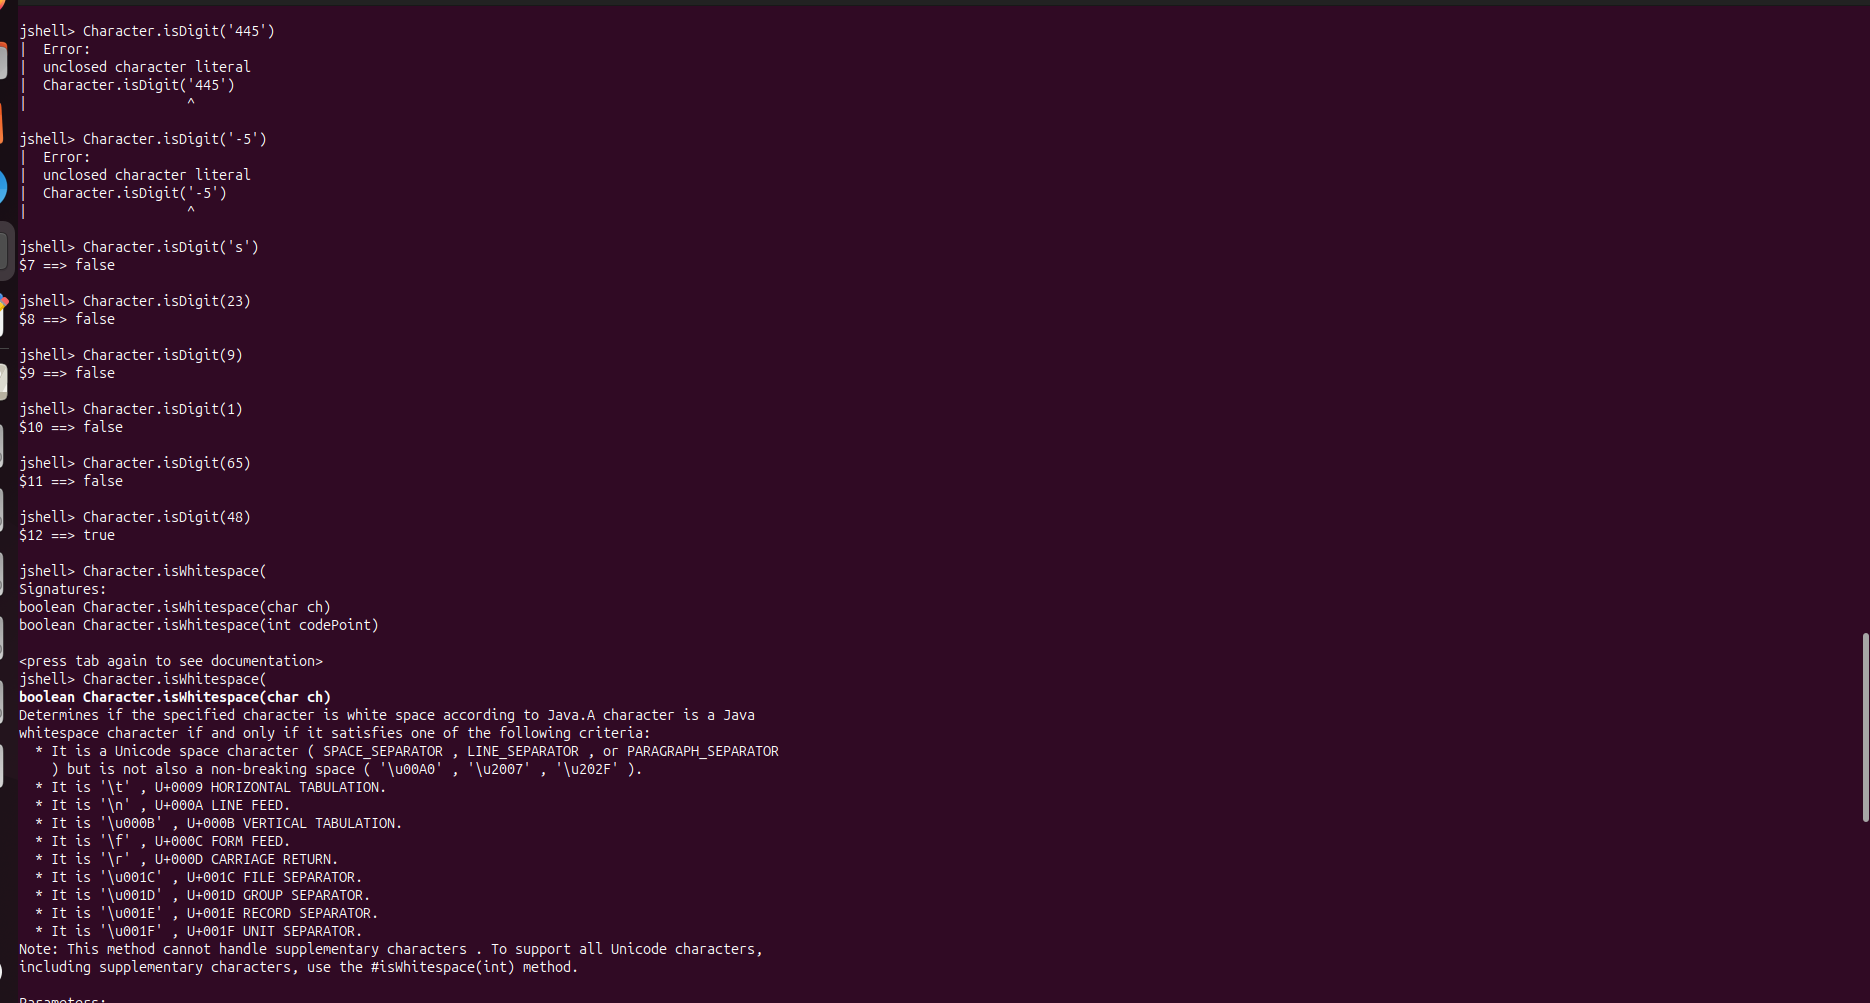 jshell> Character.isDigit('445')
|  Error:
|  unclosed character literal
|  Character.isDigit('445')
|                    ^
jshell> Character.isDigit('-5')
|  Error:
|  unclosed character literal
|  Character.isDigit('-5')
|                    ^
jshell> Character.isDigit('s')
$7 ==> false
jshell> Character.isDigit(23)
$8 ==> false
jshell> Character.isDigit(9)
$9 ==> false
jshell> Character.isDigit(1)
$10 ==> false
jshell> Character.isDigit(65)
$11 ==> false
jshell> Character.isDigit(48)
$12 ==> true
jshell> Character.isWhitespace(
Signatures:
boolean Character.isWhitespace(char ch)
boolean Character.isWhitespace(int codePoint)
<press tab again to see documentation>
jshell> Character.isWhitespace(
boolean Character.isWhitespace(char ch)
Determines if the specified character is white space according to Java.A character is a Java
whitespace character if and only if it satisfies one of the following criteria:
  * It is a Unicode space character ( SPACE_SEPARATOR , LINE_SEPARATOR , or PARAGRAPH_SEPARATOR
    ) but is not also a non-breaking space ( '\u00A0' , '\u2007' , '\u202F' ).
  * It is '\t' , U+0009 HORIZONTAL TABULATION.
  * It is '\n' , U+000A LINE FEED.
  * It is '\u000B' , U+000B VERTICAL TABULATION.
  * It is '\f' , U+000C FORM FEED.
  * It is '\r' , U+000D CARRIAGE RETURN.
  * It is '\u001C' , U+001C FILE SEPARATOR.
  * It is '\u001D' , U+001D GROUP SEPARATOR.
  * It is '\u001E' , U+001E RECORD SEPARATOR.
  * It is '\u001F' , U+001F UNIT SEPARATOR.
Note: This method cannot handle supplementary characters . To support all Unicode characters,
including supplementary characters, use the #isWhitespace(int) method.
Parameters: